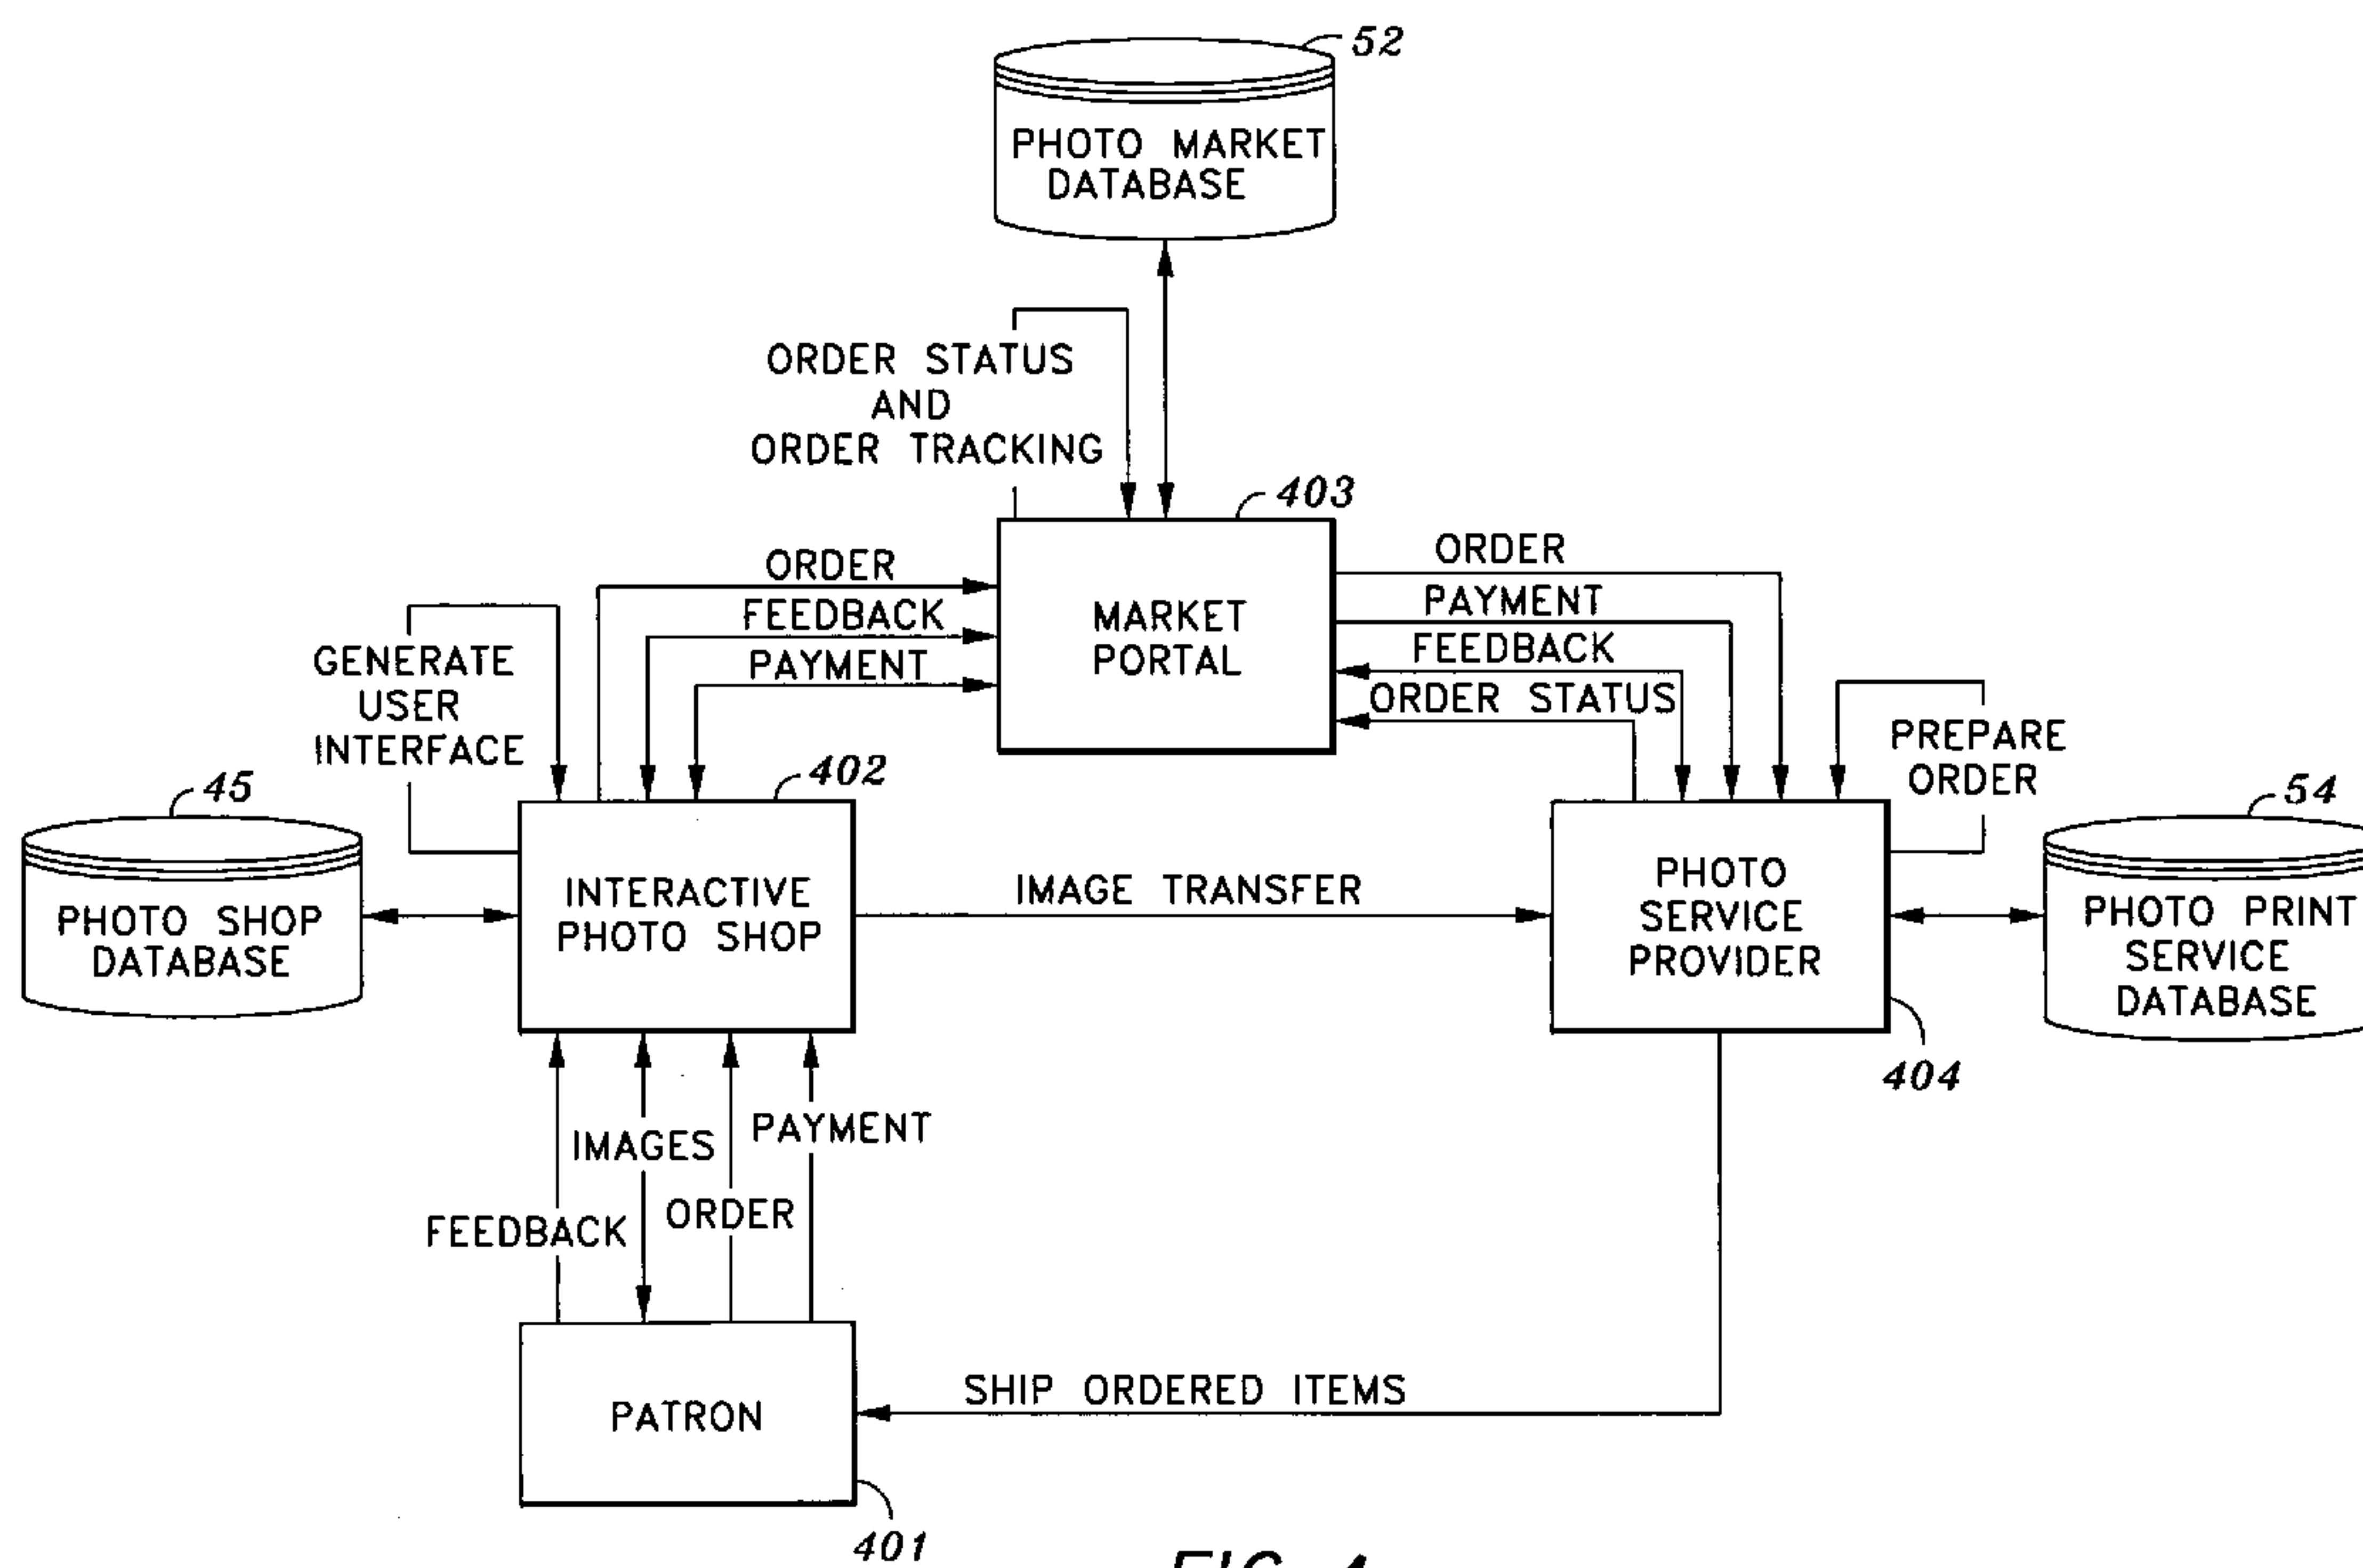 52
PHOTO MARKET
DATABASE
ORDER STATUS
AND
ORDER TRACKING
403
MARKET
PORTAL
ORDER
FEEDBACK
PAYMENT
ORDER
PAYMENT
FEEDBACK
ORDER STATUS
GENERATE
USER
INTERFACE
PREPARE
ORDER
45
PHOTO SHOP
DATABASE
402
INTERACTIVE
PHOTO SHOP
IMAGE TRANSFER
PHOTO
SERVICE
PROVIDER
404
54
PHOTO PRINT
SERVICE
DATABASE
FEEDBACK
IMAGES
ORDER
PAYMENT
PATRON
401
SHIP ORDERED ITEMS
FIG. 4